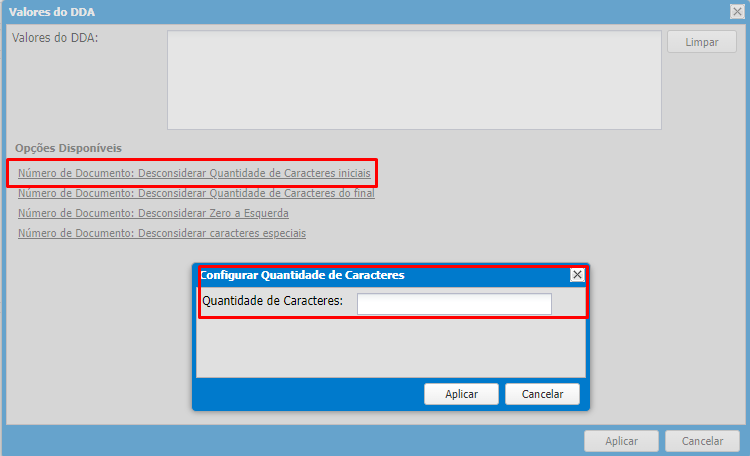 Valores do DDA
Valores do DDA:
Limpar
Opções Disponíveis
Número de Documento: Desconsiderar Quantidade de Caracteres iniciais
Número de Documento: Desconsiderar Quantidade de Caracteres do final
Número de Documento: Desconsiderar Zero a Esquerda
Número de Documento: Desconsiderar caracteres especiais
Configurar Quantidade de Caracteres
Quantidade de Caracteres:
Aplicar Cancelar
Aplicar Cancelar